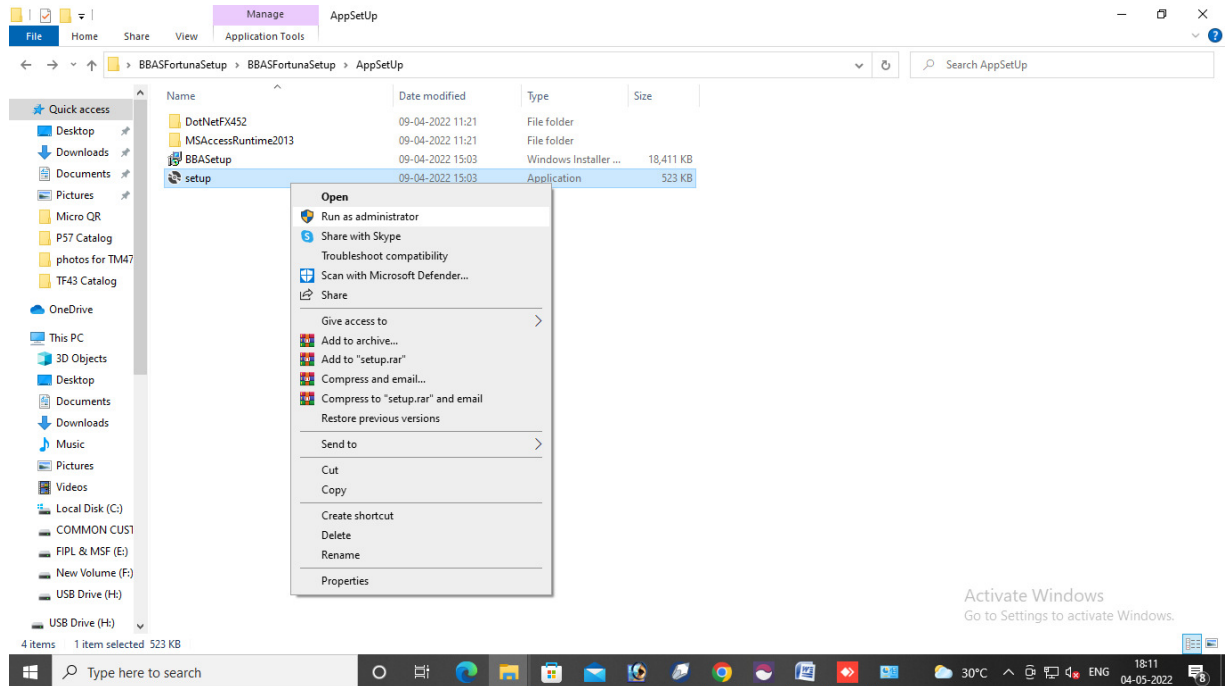 Manage
AppSetUp
File
Home
Share
View
Application Tools
BBASFortunaSetup > BBASFortunaSetup > AppSetUp
Search AppSetUp
Name
Date modified
Type
Size
DotNetFX452 09-04-2022 11:21 File folder
MSAccessRuntime2013 09-04-2022 11:21 File folder
BBASetup 09-04-2022 15:03 Windows Installer ... 18,411 KB
setup 09-04-2022 15:03 Application 523 KB
Quick access
Desktop
Downloads
Documents
Pictures
Micro QR
P57 Catalog
photos for TM47
TF43 Catalog
OneDrive
This PC
3D Objects
Desktop
Documents
Downloads
Music
Pictures
Videos
Local Disk (C:)
COMMON CUST
FIPL & MSF (E:)
New Volume (F:)
USB Drive (H:)
USB Drive (H:)
Open
Run as administrator
Share with Skype
Troubleshoot compatibility
Scan with Microsoft Defender...
Share
Give access to
Add to archive...
Add to "setup.rar"
Compress and email...
Compress to "setup.rar" and email
Restore previous versions
Send to
Cut
Copy
Create shortcut
Delete
Rename
Properties
Activate Windows
Go to Settings to activate Windows.
4 items 1 item selected 523 KB
Type here to search
30°C
ENG
18:11
04-05-2022
8